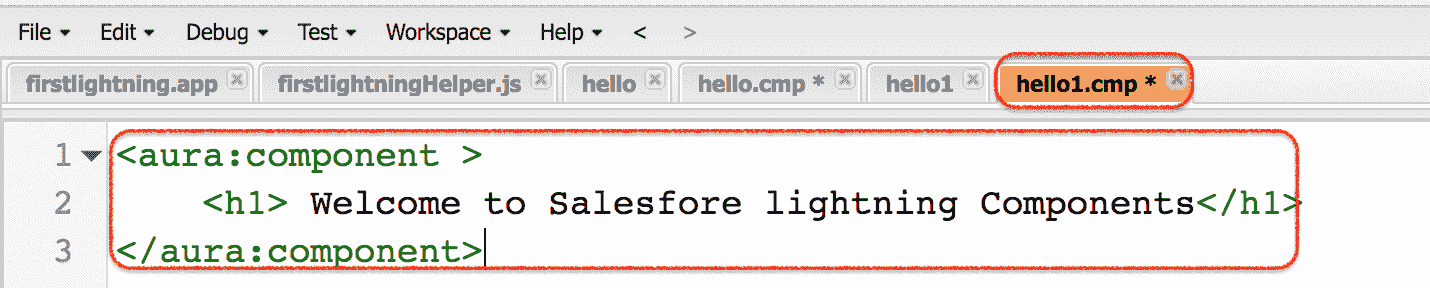 File Edit Debug Test Workspace Help < >
firstlightning.app firstlightningHelper.js hello hello.cmp * hello1 hello1.cmp *
1 <aura:component >
2 <h1> Welcome to Salesfore lightning Components</h1>
3 </aura:component>